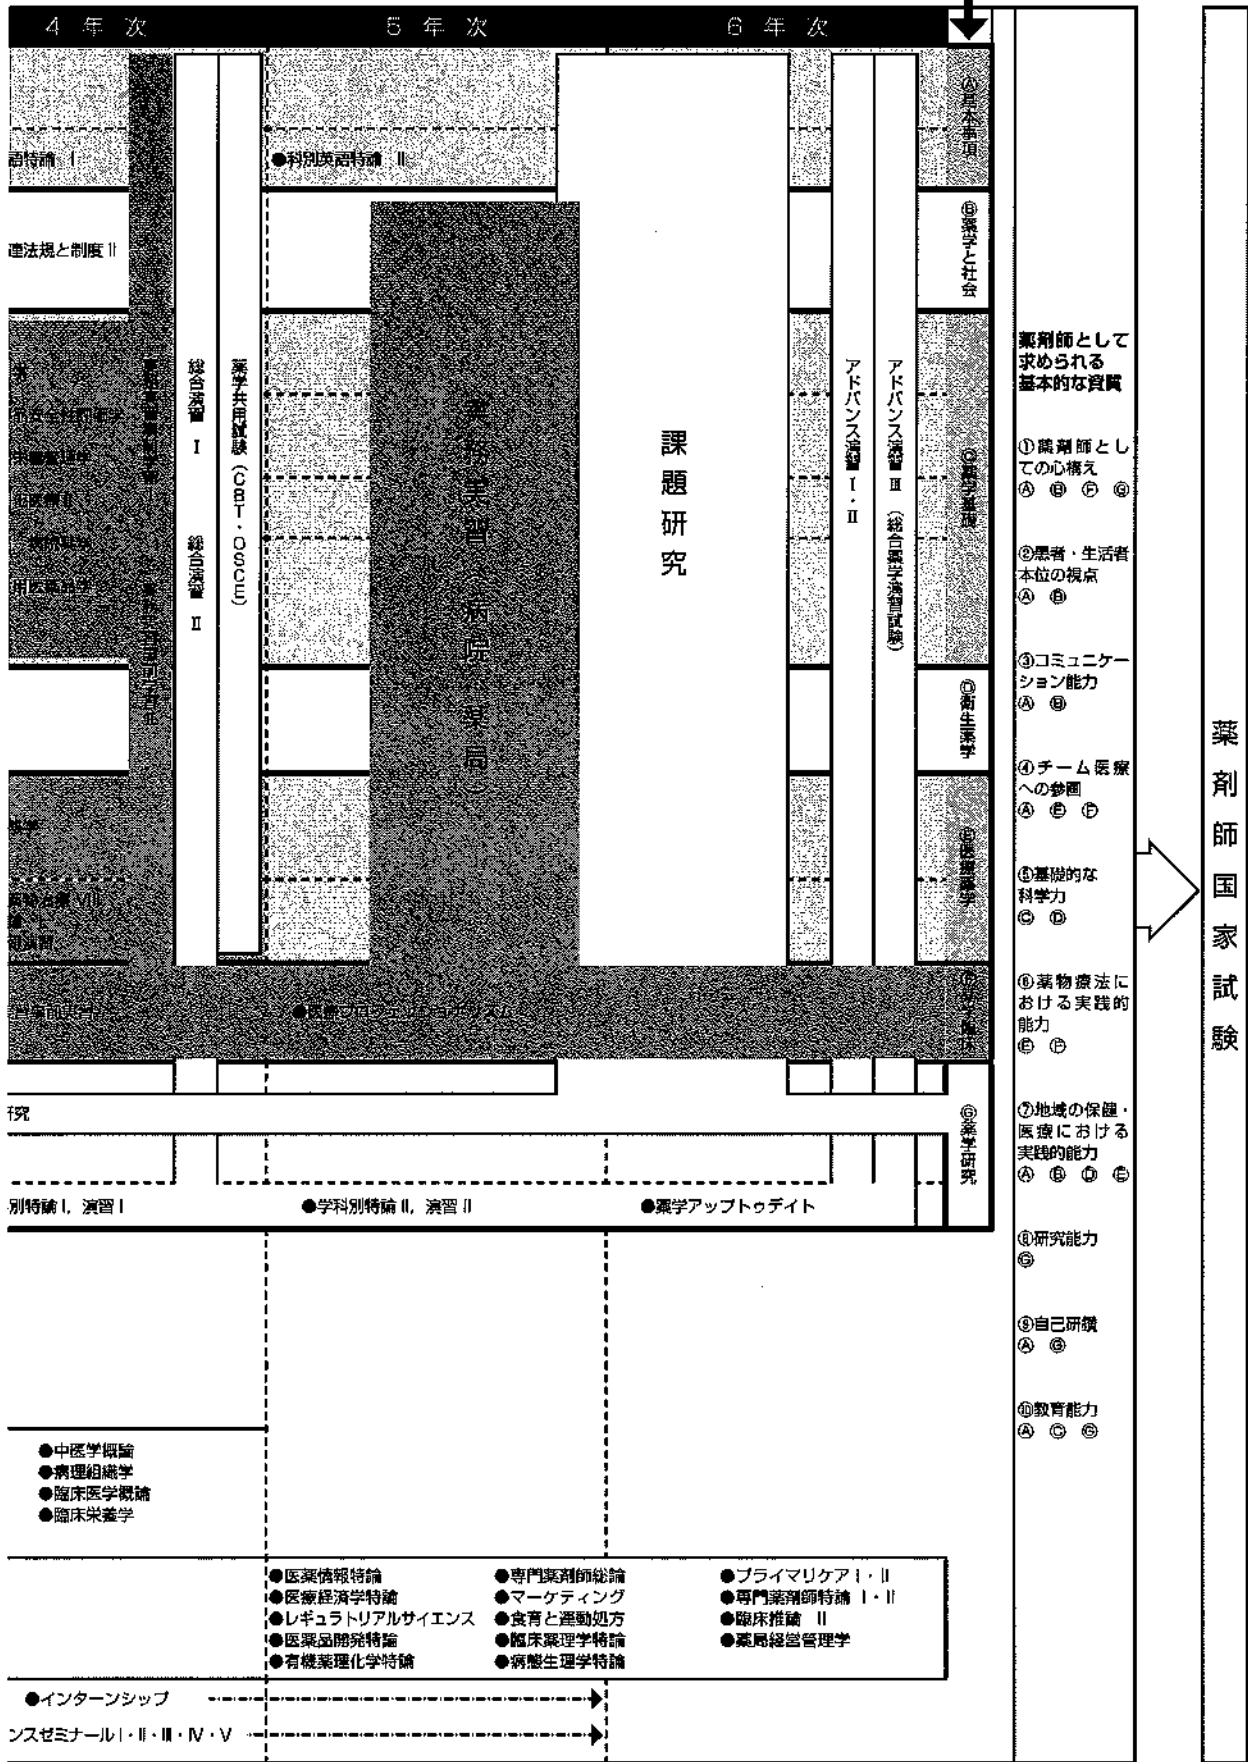 4年次
5年次
6年次
語特論 I
●科別英語特論 II
連法規と制度 II
用医薬品学
総合演習 I
総合演習 II
薬学共用試験（CBT・OSCE）
実務実習（病院・薬局）
課題研究
アドバンス演習 I・II
アドバンス演習 III（総合薬学演習試験）
Ⓐ基本事項
Ⓑ薬学と社会
Ⓒ薬学基礎
Ⓓ衛生薬学
Ⓔ医療薬学
Ⓕ薬学臨床
Ⓖ薬学研究
●医療プロフェッショナリズム
研究
別特論 I, 演習 I
●学科別特論 II, 演習 II
●薬学アップトゥデイト
●中医学概論
●病理組織学
●臨床医学概論
●臨床栄養学
●医薬情報特論
●医療経済学特論
●レギュラトリアルサイエンス
●医薬品開発特論
●有機薬理化学特論
●専門薬剤師総論
●マーケティング
●食育と運動処方
●臨床薬理学特論
●病態生理学特論
●プライマリケア I・II
●専門薬剤師特論 I・II
●臨床推論 II
●薬局経営管理学
●インターンシップ
ンスゼミナール I・II・III・IV・V
薬剤師として
求められる
基本的な資質
①薬剤師とし
ての心構え
Ⓐ Ⓑ Ⓕ Ⓖ
②患者・生活者
本位の視点
Ⓐ Ⓑ
③コミュニケー
ション能力
Ⓐ Ⓑ
④チーム医療
への参画
Ⓐ Ⓔ Ⓕ
⑤基礎的な
科学力
Ⓒ Ⓓ
⑥薬物療法に
おける実践的
能力
Ⓔ Ⓕ
⑦地域の保健・
医療における
実践的能力
Ⓐ Ⓑ Ⓓ Ⓔ
⑧研究能力
Ⓖ
⑨自己研鑽
Ⓐ Ⓖ
⑩教育能力
Ⓐ Ⓒ Ⓖ
薬剤師国家試験